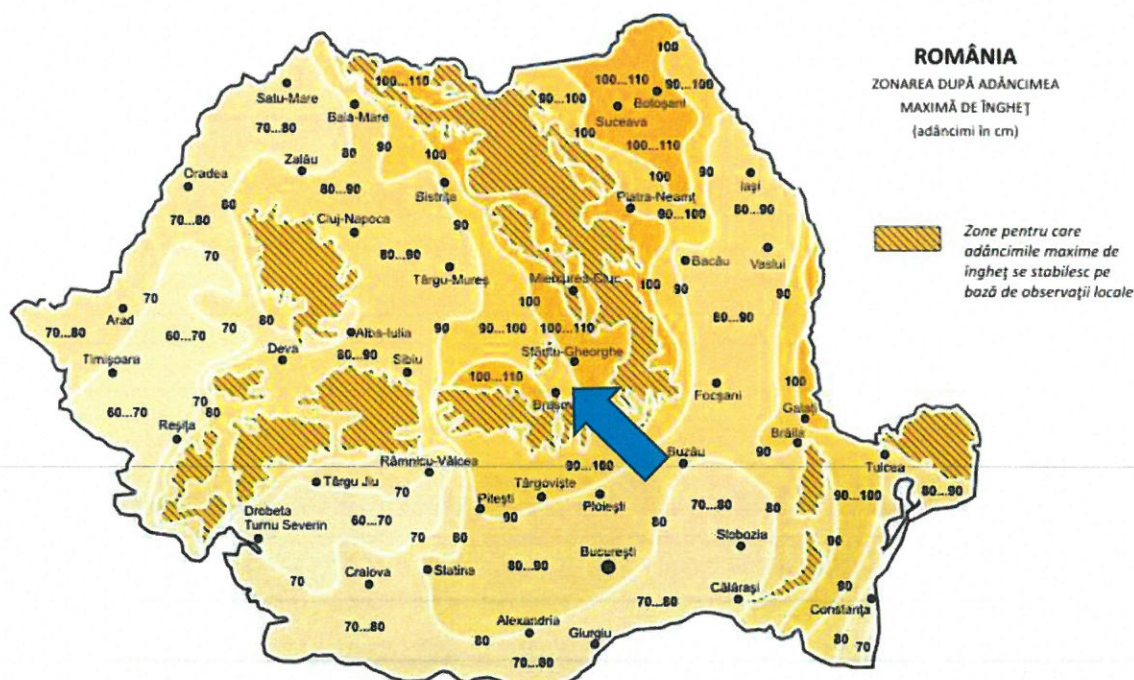 ROMÂNIA
ZONAREA DUPĂ ADÂNCIMEA
MAXIMĂ DE ÎNGHEȚ
(adâncimi în cm)
Zone pentru care
adâncimile maxime de
îngheț se stabilesc pe
bază de observații locale
100
100...110
100...110
90...100
90...100
Satu-Mare
Botoșani
Baia-Mare
Suceava
70...80
90
100
100...110
80
100
Zalău
90
Iași
Oradea
80
80...90
Bistrița
100
Piatra-Neamț
80...90
70...80
90
90...100
Cluj-Napoca
70
80...90
Bacău
Vaslui
Târgu-Mureș
Miercurea-Ciuc
100
90
90
70
100
80...90
Arad
70...80
60...70
70
80
Alba-Iulia
90
90...100
100...110
Timișoara
Deva
80...90
Sibiu
Sfântu-Gheorghe
100...110
100
Focșani
60...70
70
80
Galați
Reșița
Brăila
90
Râmnicu-Vâlcea
Buzău
Tulcea
70
Târgu Jiu
Târgoviște
80...90
Pitești
Ploiești
70...80
90...100
90
80
60...70
80
Drobeta
Turnu Severin
70
80
Slobozia
București
90
70
Craiova
Slatina
80...90
Călărași
90
70...80
Constanța
70...80
Alexandria
80
Giurgiu
80
70
70...80